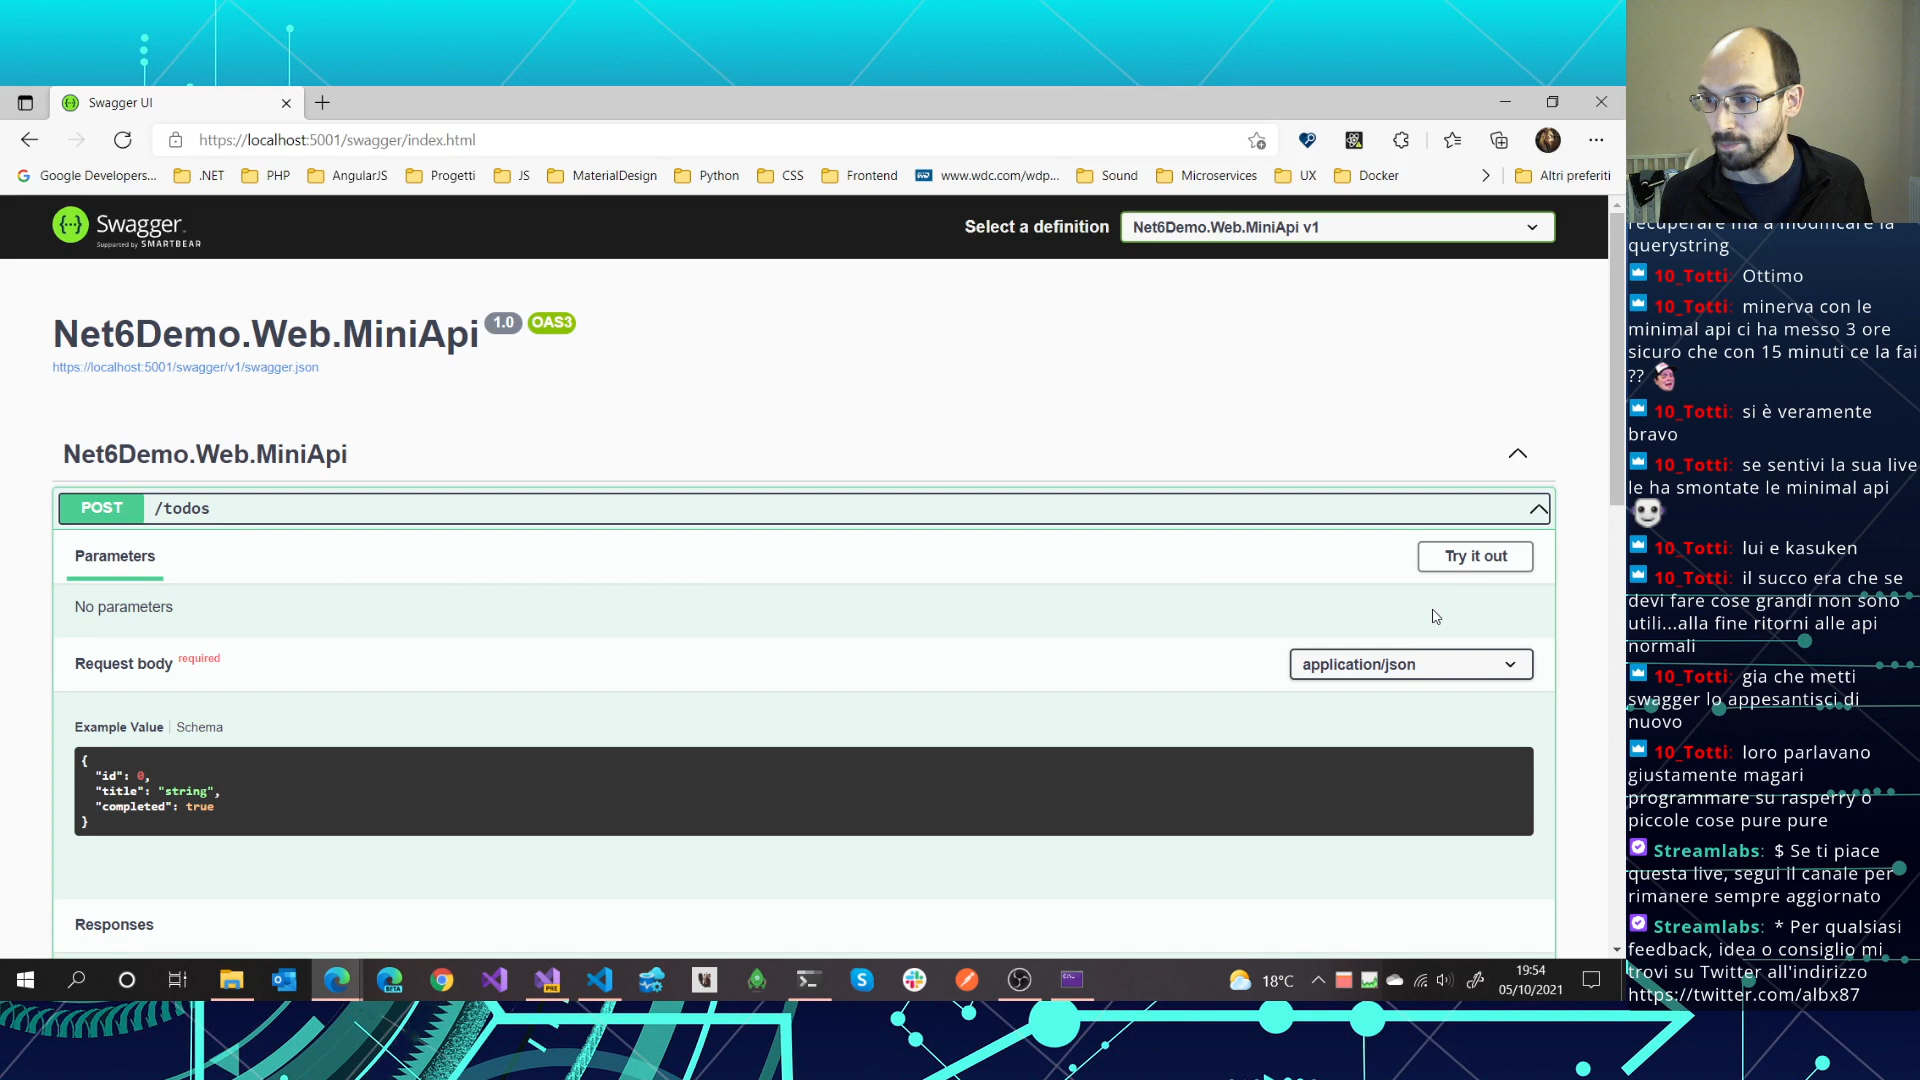 Swagger UI
https://localhost:5001/swagger/index.html
Google Developers... .NET PHP AngularJS Progetti JS MaterialDesign Python CSS Frontend www.wdc.com/wdp... Sound Microservices UX Docker Altri preferiti
Swagger.
Supported by SMARTBEAR
Select a definition
Net6Demo.Web.MiniApi v1
Net6Demo.Web.MiniApi 1.0 OAS3
https://localhost:5001/swagger/v1/swagger.json
Net6Demo.Web.MiniApi
POST /todos
Parameters
Try it out
No parameters
Request body required
application/json
Example Value Schema
{
"id": 0,
"title": "string",
"completed": true
}
Responses
BETA
PRE
18°C
19:54
05/10/2021
recuperare ma a modificare la
querystring
10_Totti: Ottimo
10_Totti: minerva con le
minimal api ci ha messo 3 ore
sicuro che con 15 minuti ce la fai
??
10_Totti: si è veramente
bravo
10_Totti: se sentivi la sua live
le ha smontate le minimal api
10_Totti: lui e kasuken
10_Totti: il succo era che se
devi fare cose grandi non sono
utili...alla fine ritorni alle api
normali
10_Totti: gia che metti
swagger lo appesantisci di
nuovo
10_Totti: loro parlavano
giustamente magari
programmare su rasperry o
piccole cose pure pure
Streamlabs: $ Se ti piace
questa live, segui il canale per
rimanere sempre aggiornato
Streamlabs: * Per qualsiasi
feedback, idea o consiglio mi
trovi su Twitter all'indirizzo
https://twitter.com/albx87